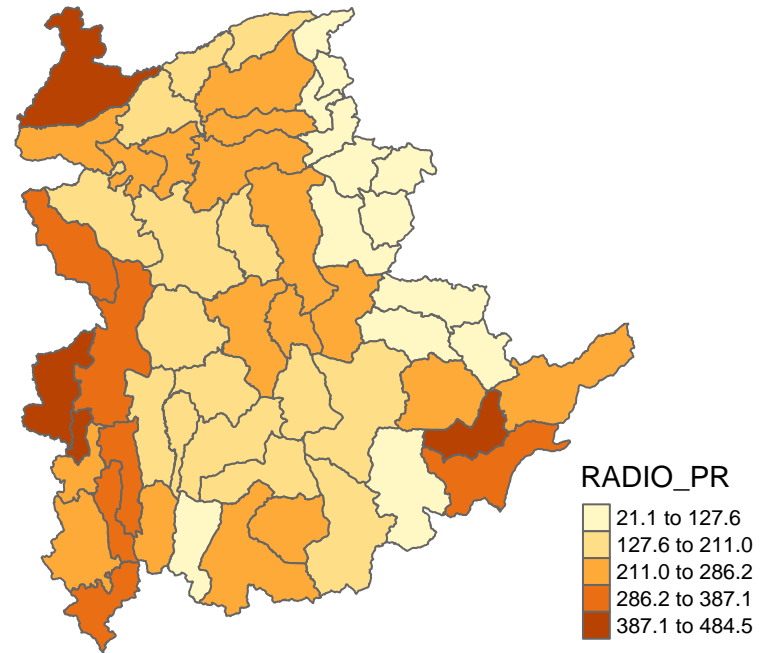 RADIO_PR
21.1 to 127.6
127.6 to 211.0
211.0 to 286.2
286.2 to 387.1
387.1 to 484.5